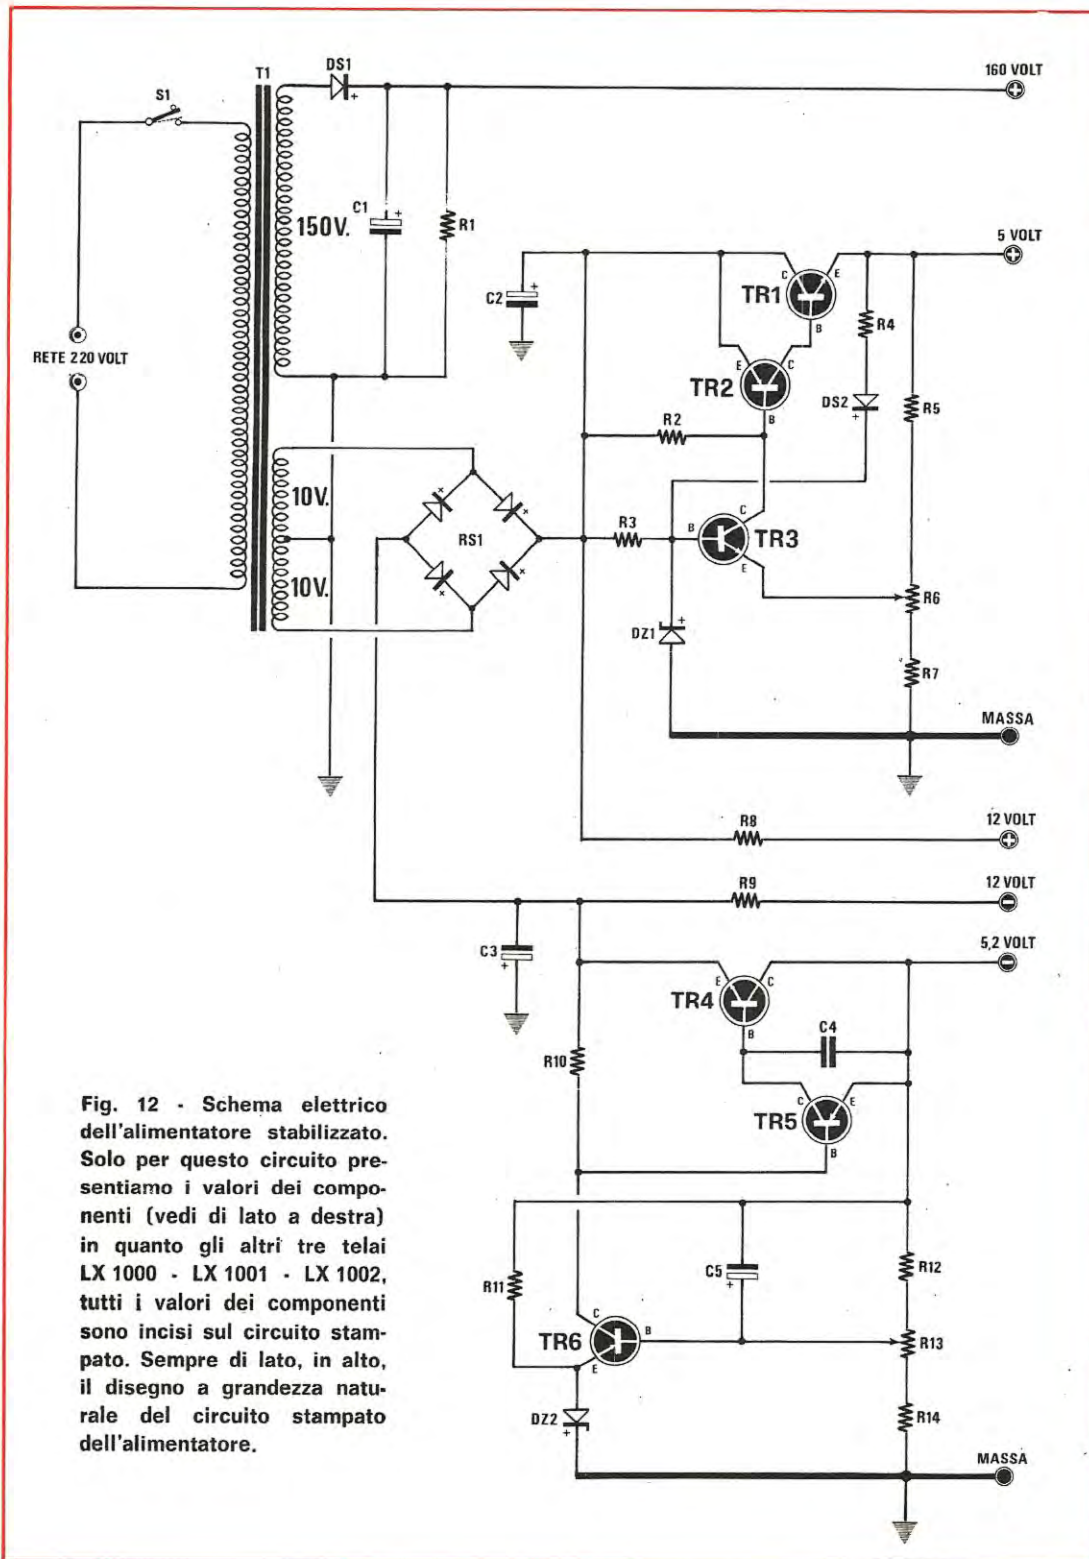 T1
DS1
+
160 VOLT
+
S1
150V.
C1
+
R1
5 VOLT
+
C2
+
C
E
TR1
B
R4
RETE 220 VOLT
E
C
TR2
B
DS2
+
R5
R2
10V.
RS1
R3
B
C
TR3
E
10V.
R6
DZ1
+
R7
MASSA
R8
12 VOLT
+
R9
12 VOLT
-
5,2 VOLT
-
C3
+
E
C
TR4
B
C4
R10
C
E
TR5
B
Fig. 12 - Schema elettrico
dell'alimentatore stabilizzato.
Solo per questo circuito pre-
sentiamo i valori dei compo-
nenti (vedi di lato a destra)
in quanto gli altri tre telai
LX 1000 - LX 1001 - LX 1002,
tutti i valori dei componenti
sono incisi sul circuito stam-
pato. Sempre di lato, in alto,
il disegno a grandezza natu-
rale del circuito stampato
dell'alimentatore.
R11
C5
+
R12
C
TR6
B
E
R13
DZ2
+
R14
MASSA